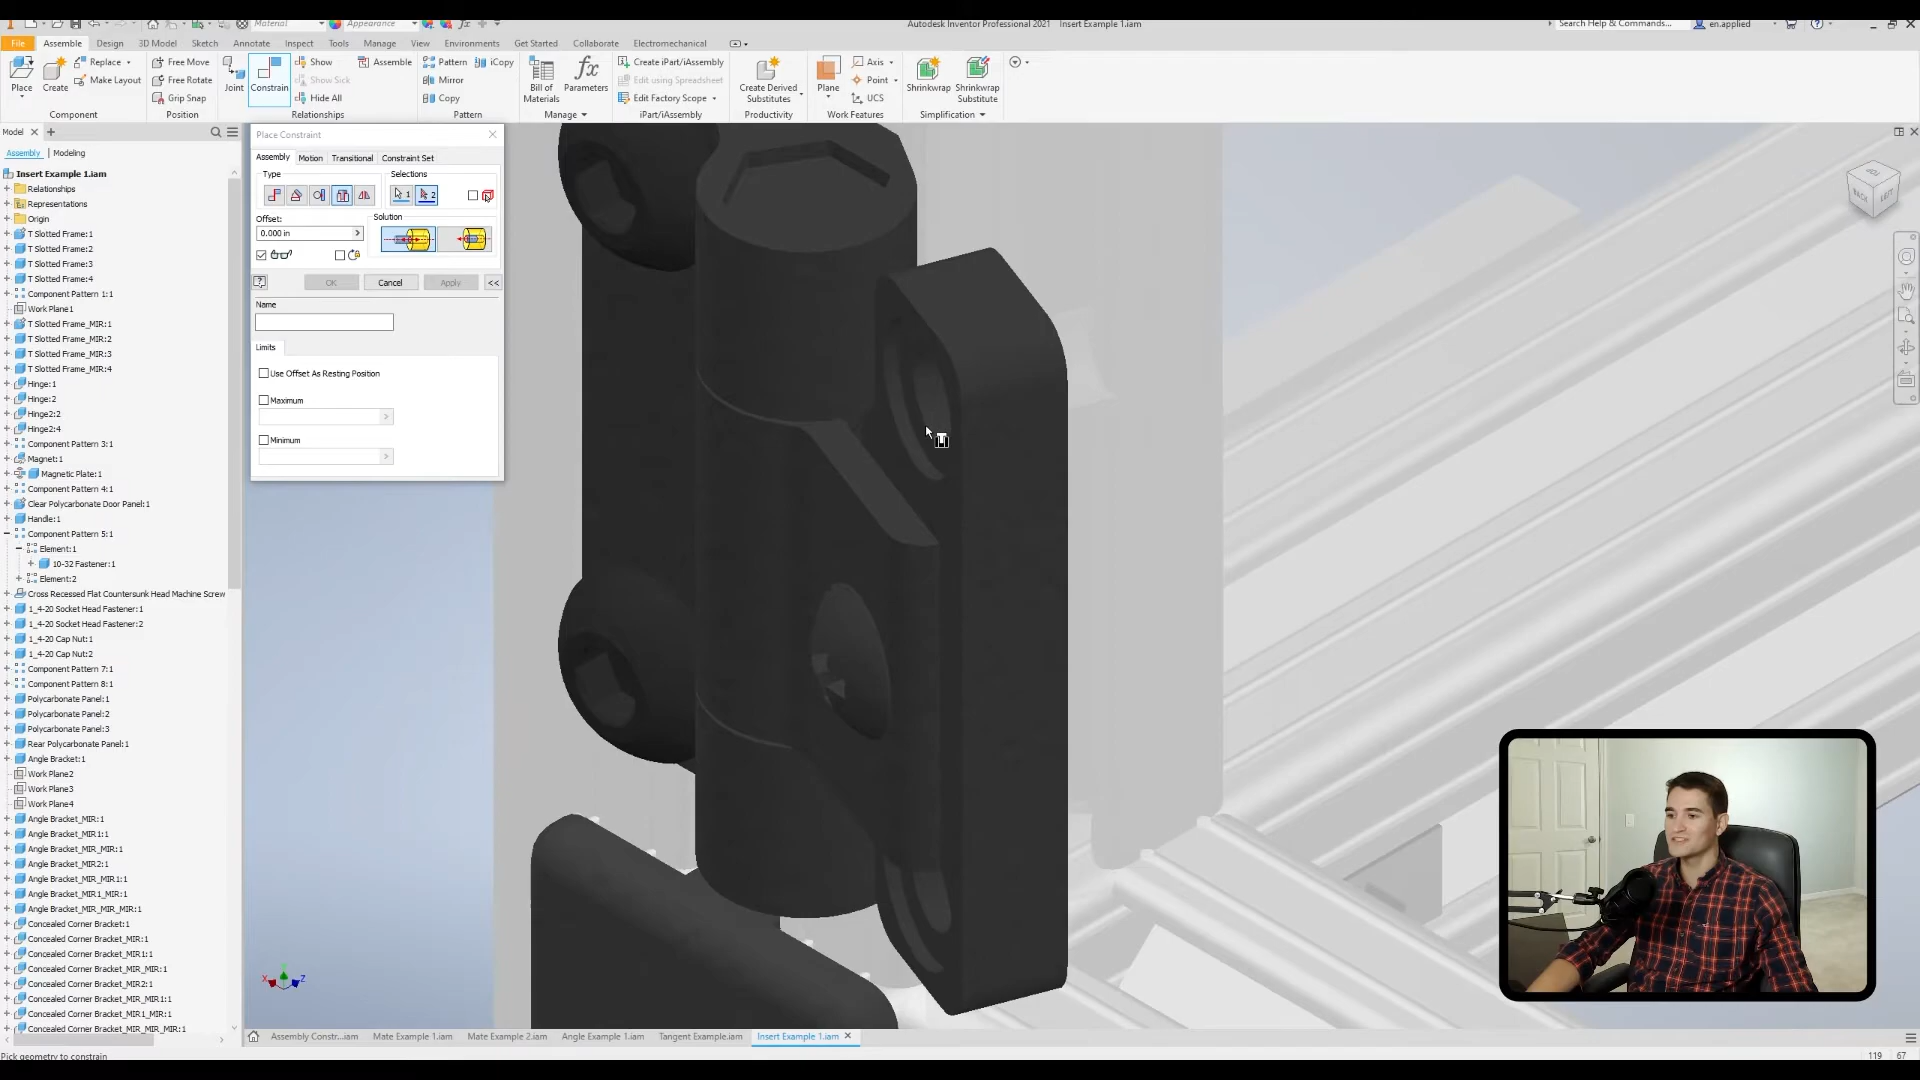 Material
Appearance
Autodesk Inventor Professional 2021 Insert Example 1.iam
Search Help & Commands...
en.applied
File Assemble Design 3D Model Sketch Annotate Inspect Tools Manage View Environments Get Started Collaborate Electromechanical
Place
Create
Replace
Make Layout
Component
Free Move
Free Rotate
Grip Snap
Position
Joint
Constrain
Show
Show Sick
Hide All
Relationships
Assemble
Pattern
Mirror
Copy
Pattern
iCopy
Bill of Materials
Parameters
Manage
Create iPart/iAssembly
Edit using Spreadsheet
Edit Factory Scope
iPart/iAssembly
Create Derived Substitutes
Productivity
Plane
Axis
Point
UCS
Work Features
Shrinkwrap
Shrinkwrap Substitute
Simplification
Model
Assembly Modeling
Insert Example 1.iam
Relationships
Representations
Origin
T Slotted Frame:1
T Slotted Frame:2
T Slotted Frame:3
T Slotted Frame:4
Component Pattern 1:1
Work Plane1
T Slotted Frame_MIR:1
T Slotted Frame_MIR:2
T Slotted Frame_MIR:3
T Slotted Frame_MIR:4
Hinge:1
Hinge:2
Hinge2:2
Hinge2:4
Component Pattern 3:1
Magnet:1
Magnetic Plate:1
Component Pattern 4:1
Clear Polycarbonate Door Panel:1
Handle:1
Component Pattern 5:1
Element:1
10-32 Fastener:1
Element:2
Cross Recessed Flat Countersunk Head Machine Screw
1_4-20 Socket Head Fastener:1
1_4-20 Socket Head Fastener:2
1_4-20 Cap Nut:1
1_4-20 Cap Nut:2
Component Pattern 7:1
Component Pattern 8:1
Polycarbonate Panel:1
Polycarbonate Panel:2
Polycarbonate Panel:3
Rear Polycarbonate Panel:1
Angle Bracket:1
Work Plane2
Work Plane3
Work Plane4
Angle Bracket_MIR:1
Angle Bracket_MIR1:1
Angle Bracket_MIR_MIR:1
Angle Bracket_MIR2:1
Angle Bracket_MIR_MIR1:1
Angle Bracket_MIR1_MIR:1
Angle Bracket_MIR_MIR_MIR:1
Concealed Corner Bracket:1
Concealed Corner Bracket_MIR:1
Concealed Corner Bracket_MIR1:1
Concealed Corner Bracket_MIR_MIR:1
Concealed Corner Bracket_MIR2:1
Concealed Corner Bracket_MIR_MIR1:1
Concealed Corner Bracket_MIR1_MIR:1
Concealed Corner Bracket_MIR_MIR_MIR:1
Place Constraint
Assembly Motion Transitional Constraint Set
Type
Selections
1
2
Offset:
0.000 in
Solution
OK
Cancel
Apply
<<
Name
Limits
Use Offset As Resting Position
Maximum
Minimum
BACK
LEFT
X
Z
Assembly Constr....iam Mate Example 1.iam Mate Example 2.iam Angle Example 1.iam Tangent Example.iam Insert Example 1.iam
Pick geometry to constrain
119 67